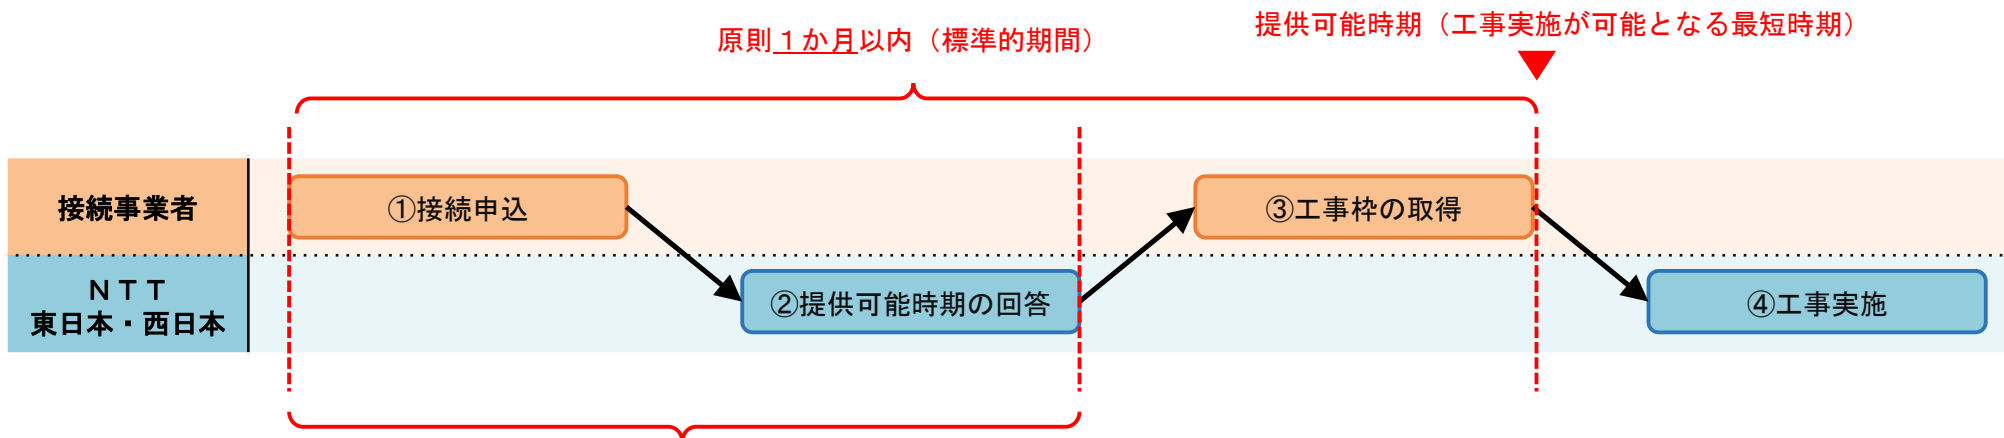 提供可能時期（工事実施が可能となる最短時期）
原則１か月以内（標準的期間）
接続事業者
①接続申込
③工事枠の取得
ＮＴＴ
東日本・西日本
②提供可能時期の回答
④工事実施